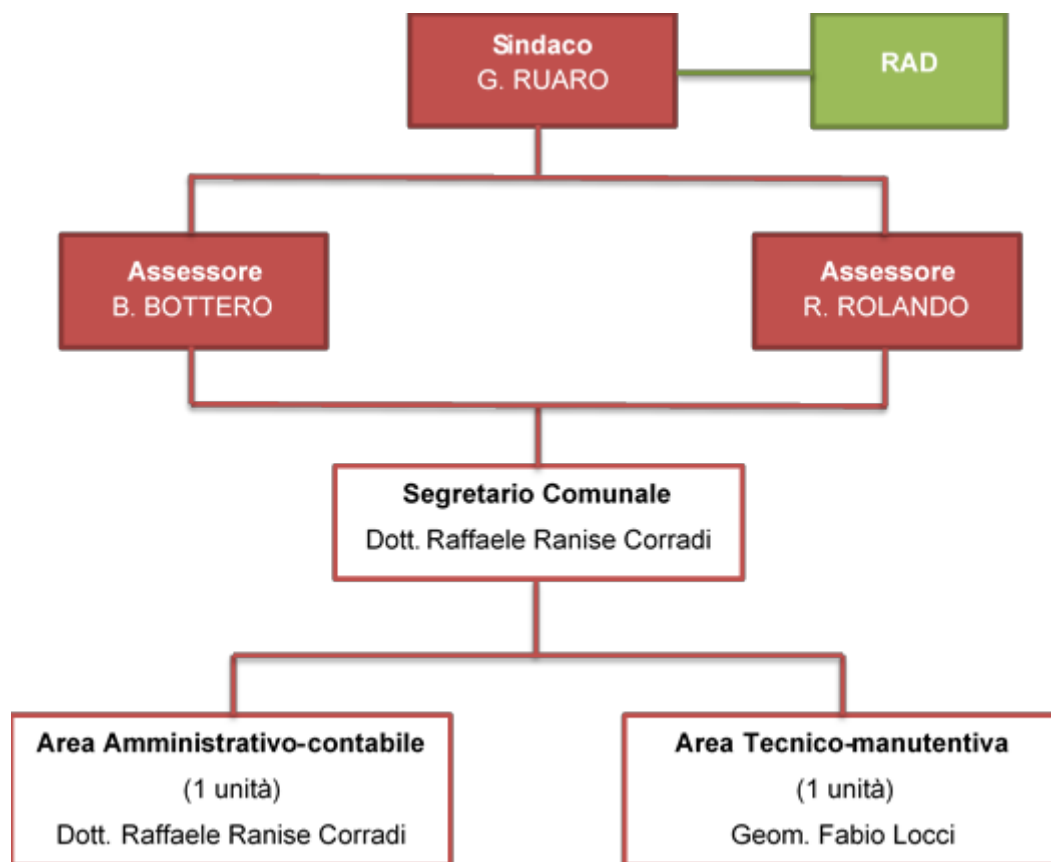 Sindaco
G. RUARO
RAD
Assessore
B. BOTTERO
Assessore
R. ROLANDO
Segretario Comunale
Dott. Raffaele Ranise Corradi
Area Amministrativo-contabile
(1 unità)
Dott. Raffaele Ranise Corradi
Area Tecnico-manutentiva
(1 unità)
Geom. Fabio Locci